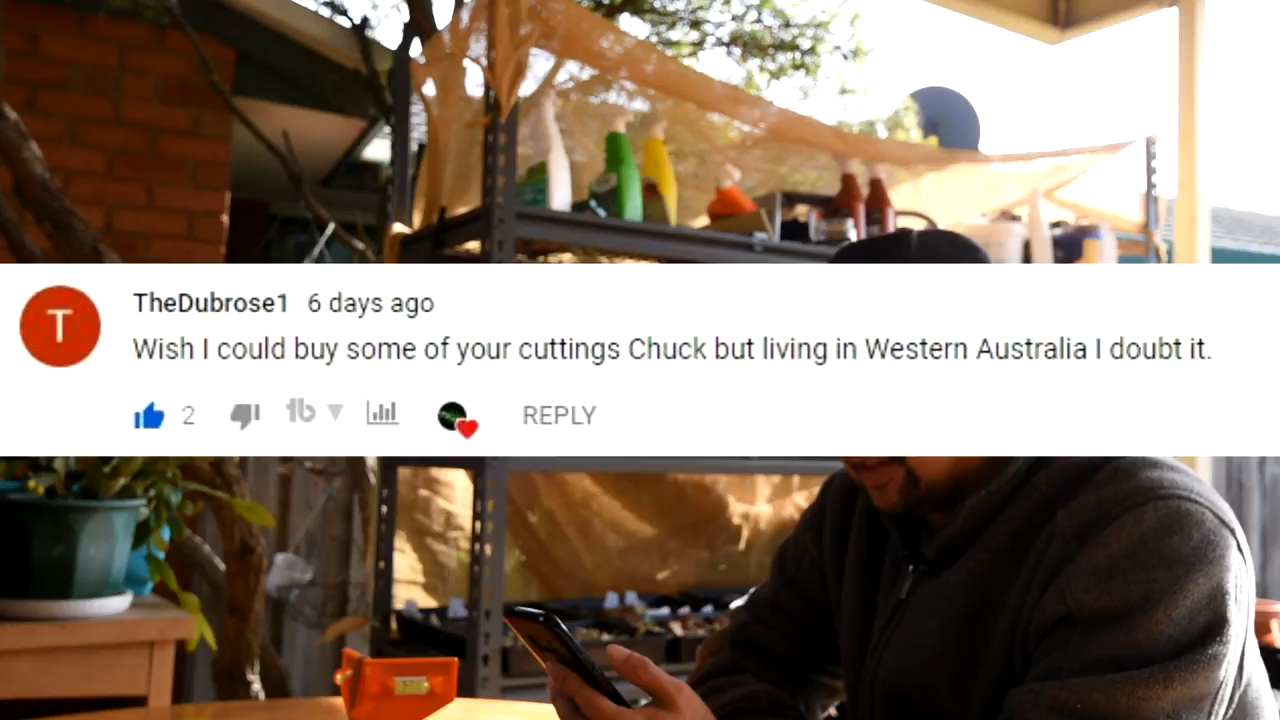 T
TheDubrose1 6 days ago
Wish I could buy some of your cuttings Chuck but living in Western Australia I doubt it.
2 tb REPLY